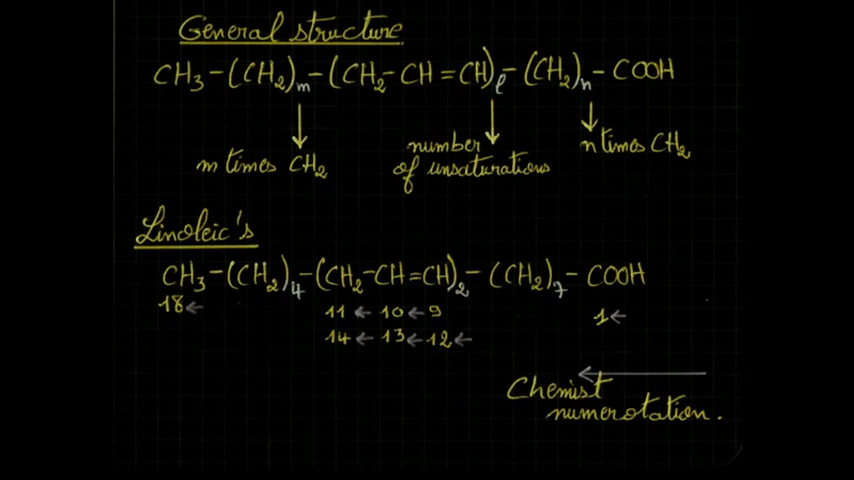 General structure
CH3-(CH2)m-(CH2-CH=CH)l-(CH2)n-COOH
m times CH2
number of unsaturations
n times CH2
Linoleic's
CH3-(CH2)4-(CH2-CH=CH)2-(CH2)7-COOH
18← 11←10←9 1←
14←13←12←
←
Chemist
numerotation.